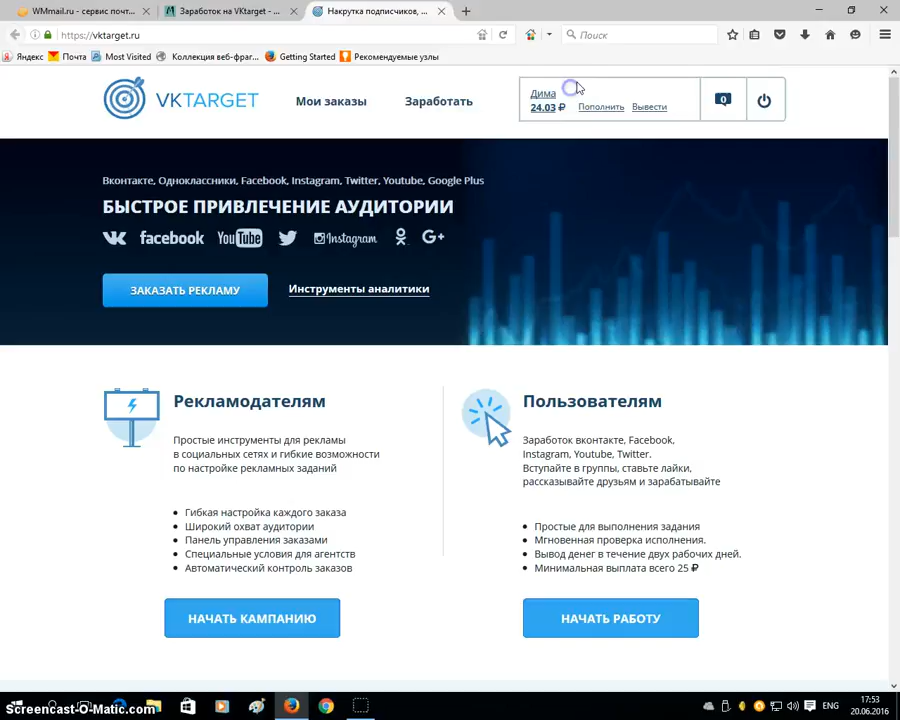 WMmail.ru - сервис почт...
Заработок на VKtarget - ...
Накрутка подписчиков, ...
https://vktarget.ru
Поиск
Яндекс
Почта
Most Visited
Коллекция веб-фраг...
Getting Started
Рекомендуемые узлы
VKTARGET
Мои заказы
Заработать
Дима
24.03 ₽
Пополнить
Вывести
0
Вконтакте, Одноклассники, Facebook, Instagram, Twitter, Youtube, Google Plus
БЫСТРОЕ ПРИВЛЕЧЕНИЕ АУДИТОРИИ
facebook
YouTube
Instagram
G+
ЗАКАЗАТЬ РЕКЛАМУ
Инструменты аналитики
Рекламодателям
Простые инструменты для рекламы
в социальных сетях и гибкие возможности
по настройке рекламных заданий
Гибкая настройка каждого заказа
Широкий охват аудитории
Панель управления заказами
Специальные условия для агентств
Автоматический контроль заказов
НАЧАТЬ КАМПАНИЮ
Пользователям
Заработок вконтакте, Facebook,
Instagram, Youtube, Twitter.
Вступайте в группы, ставьте лайки,
рассказывайте друзьям и зарабатывайте
Простые для выполнения задания
Мгновенная проверка исполнения.
Вывод денег в течение двух рабочих дней.
Минимальная выплата всего 25 ₽
НАЧАТЬ РАБОТУ
Screencast-O-Matic.com
ENG
17:53
20.06.2016